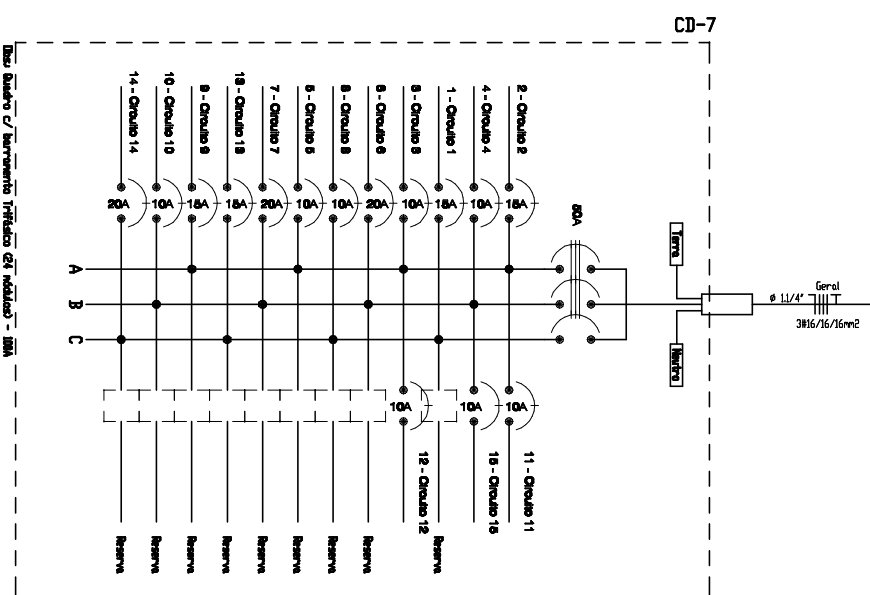 CD-7
Obs: Quadro c/ barramento Trifásico (24 módulos) - 100A
14 - Circuito 14
10 - Circuito 10
9 - Circuito 9
13 - Circuito 13
7 - Circuito 7
5 - Circuito 5
8 - Circuito 8
6 - Circuito 6
3 - Circuito 3
1 - Circuito 1
4 - Circuito 4
2 - Circuito 2
20A
10A
15A
15A
20A
10A
10A
20A
10A
15A
10A
15A
50A
A
B
C
Terra
Neutro
ø 1.1/4"
Geral
3#16/16/16mm2
10A
10A
10A
12 - Circuito 12
15 - Circuito 15
11 - Circuito 11
Reserva
Reserva
Reserva
Reserva
Reserva
Reserva
Reserva
Reserva
Reserva